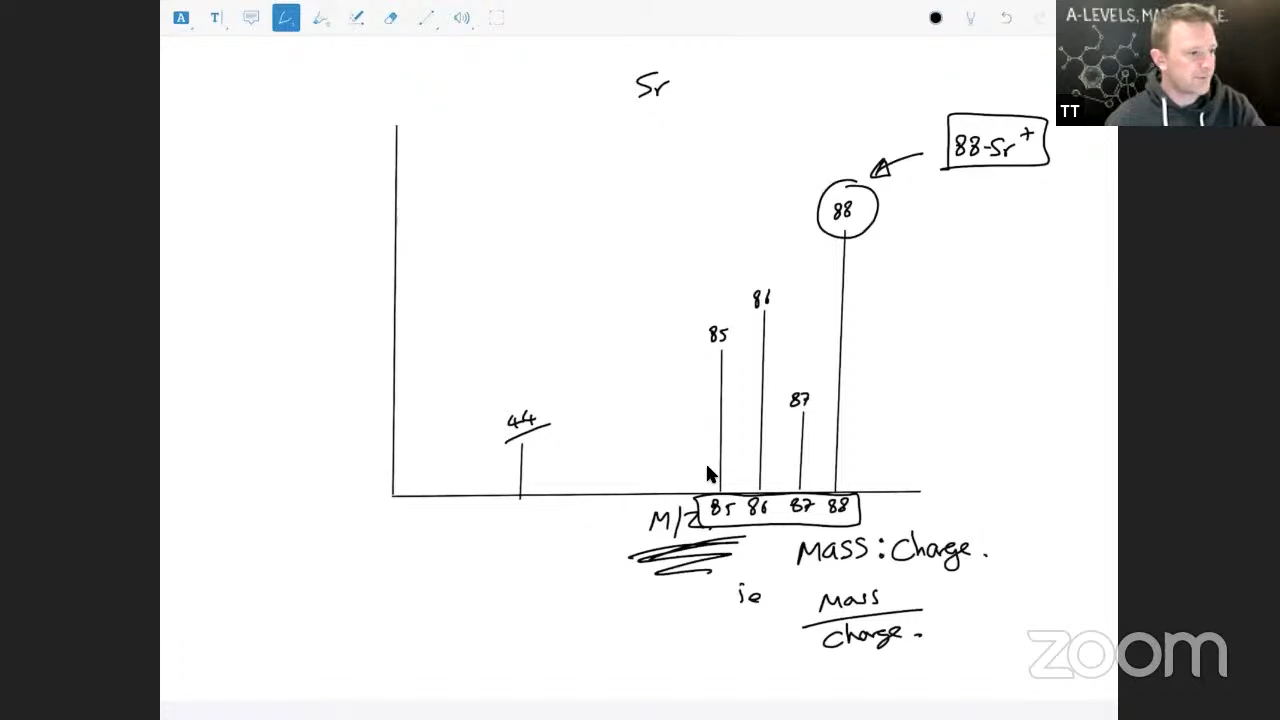 A-LEVELS, MA
E.
TT
Sr
88-Sr+
88
86
85
87
44
85 86 87 88
M/Z
Mass : Charge.
ie
Mass
Charge.
zoom